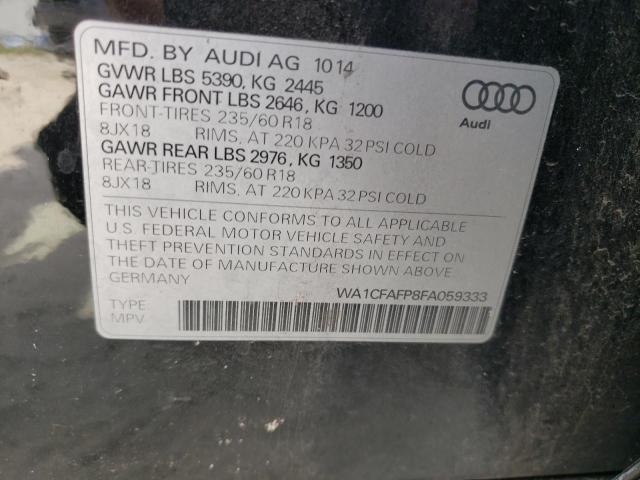 MFD. BY AUDI AG 1014
GVWR LBS 5390, KG 2445
GAWR FRONT LBS 2646, KG 1200
FRONT-TIRES 235/60 R18
8JX18 RIMS, AT 220 KPA 32 PSI COLD
GAWR REAR LBS 2976, KG 1350
REAR-TIRES 235/60 R18
8JX18 RIMS, AT 220 KPA 32 PSI COLD
Audi
THIS VEHICLE CONFORMS TO ALL APPLICABLE
U.S. FEDERAL MOTOR VEHICLE SAFETY AND
THEFT PREVENTION STANDARDS IN EFFECT ON
THE DATE OF MANUFACTURE SHOWN ABOVE
GERMANY
WA1CFAFP8FA059333
TYPE
MPV